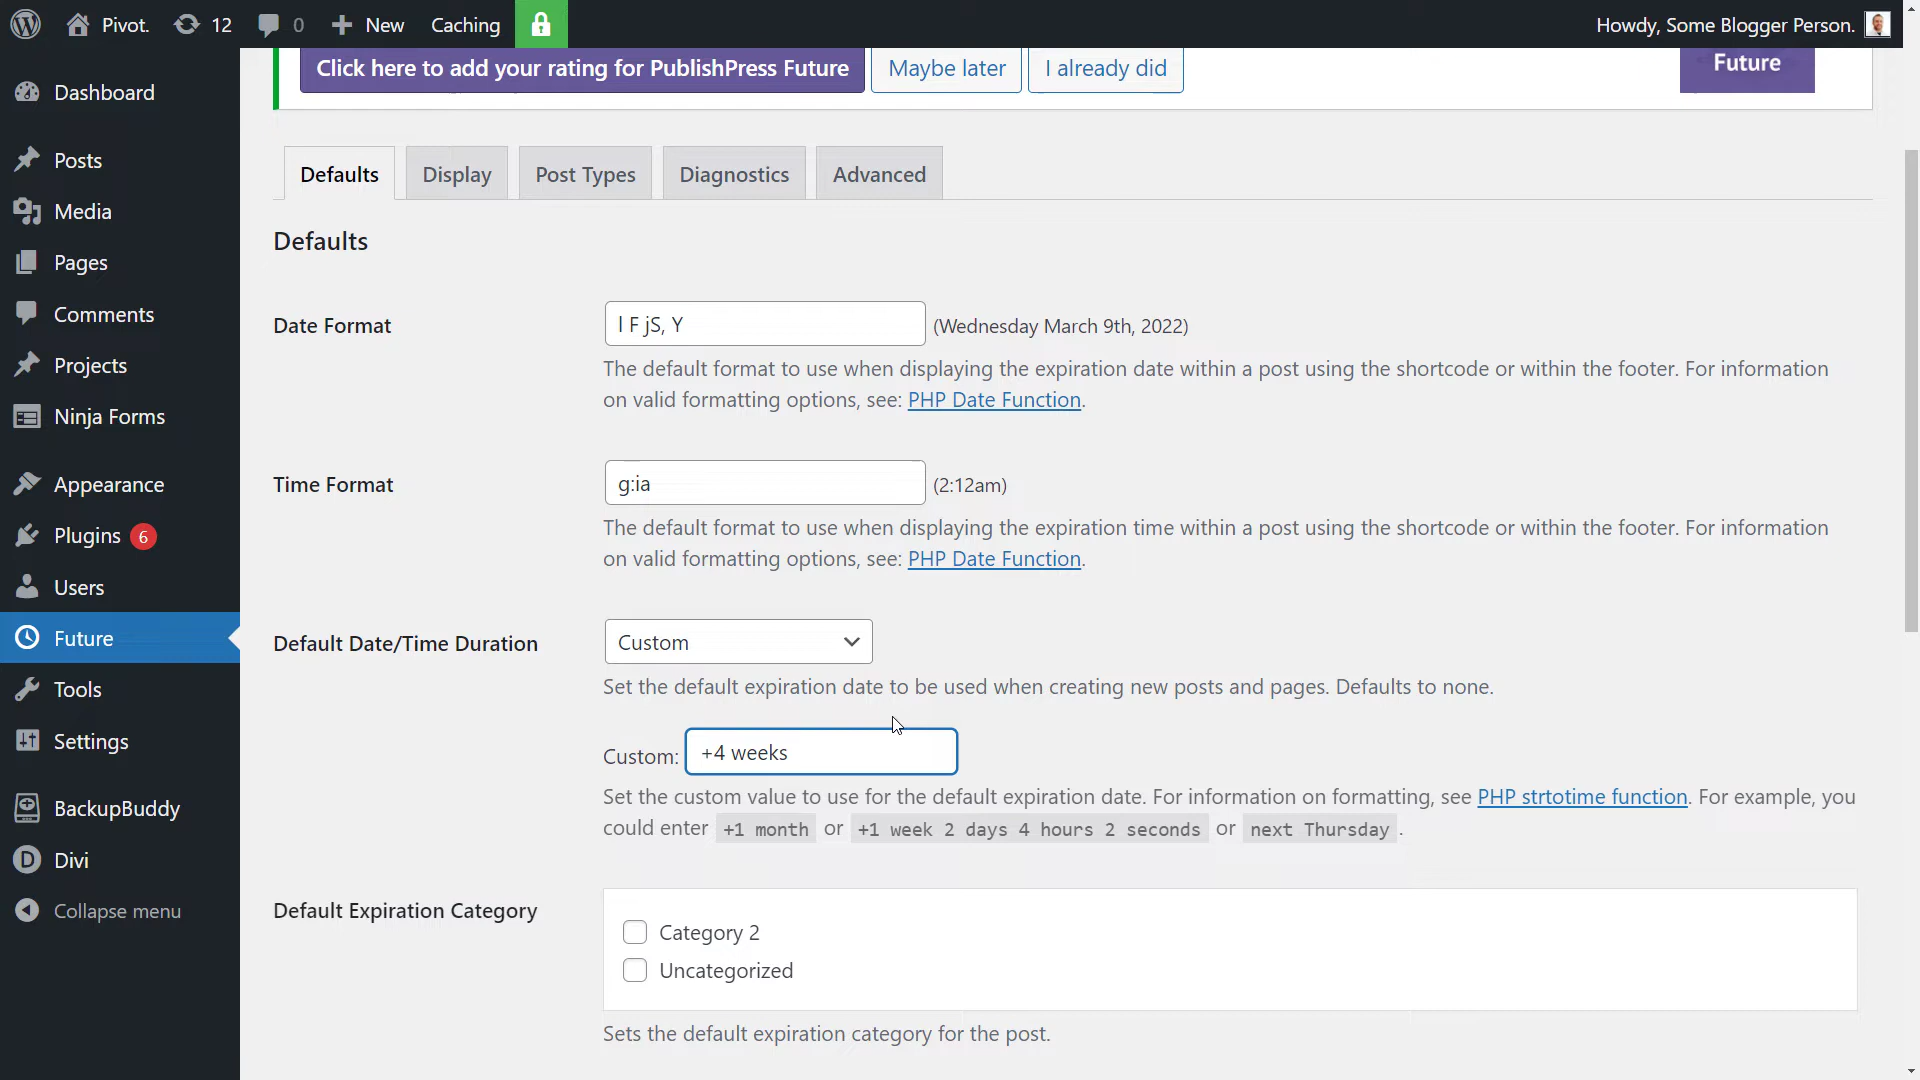 Pivot. 12 0 New Caching Howdy, Some Blogger Person.
Click here to add your rating for PublishPress Future Maybe later I already did Future
Dashboard
Posts
Media
Pages
Comments
Projects
Ninja Forms
Appearance
Plugins 6
Users
Future
Tools
Settings
BackupBuddy
Divi
Collapse menu
Defaults Display Post Types Diagnostics Advanced
Defaults
Date Format l F jS, Y (Wednesday March 9th, 2022)
The default format to use when displaying the expiration date within a post using the shortcode or within the footer. For information
on valid formatting options, see: PHP Date Function.
Time Format g:ia (2:12am)
The default format to use when displaying the expiration time within a post using the shortcode or within the footer. For information
on valid formatting options, see: PHP Date Function.
Default Date/Time Duration Custom
Set the default expiration date to be used when creating new posts and pages. Defaults to none.
Custom: +4 weeks
Set the custom value to use for the default expiration date. For information on formatting, see PHP strtotime function. For example, you
could enter +1 month or +1 week 2 days 4 hours 2 seconds or next Thursday .
Default Expiration Category
Category 2
Uncategorized
Sets the default expiration category for the post.